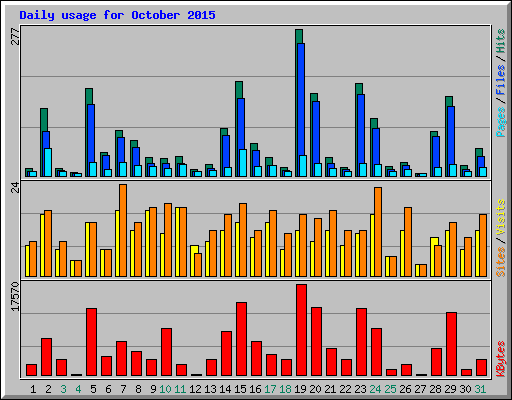 Daily usage for October 2015
277
Pages / Files / Hits
24
Sites / Visits
17570
KBytes
1 2 3 4 5 6 7 8 9 10 11 12 13 14 15 16 17 18 19 20 21 22 23 24 25 26 27 28 29 30 31